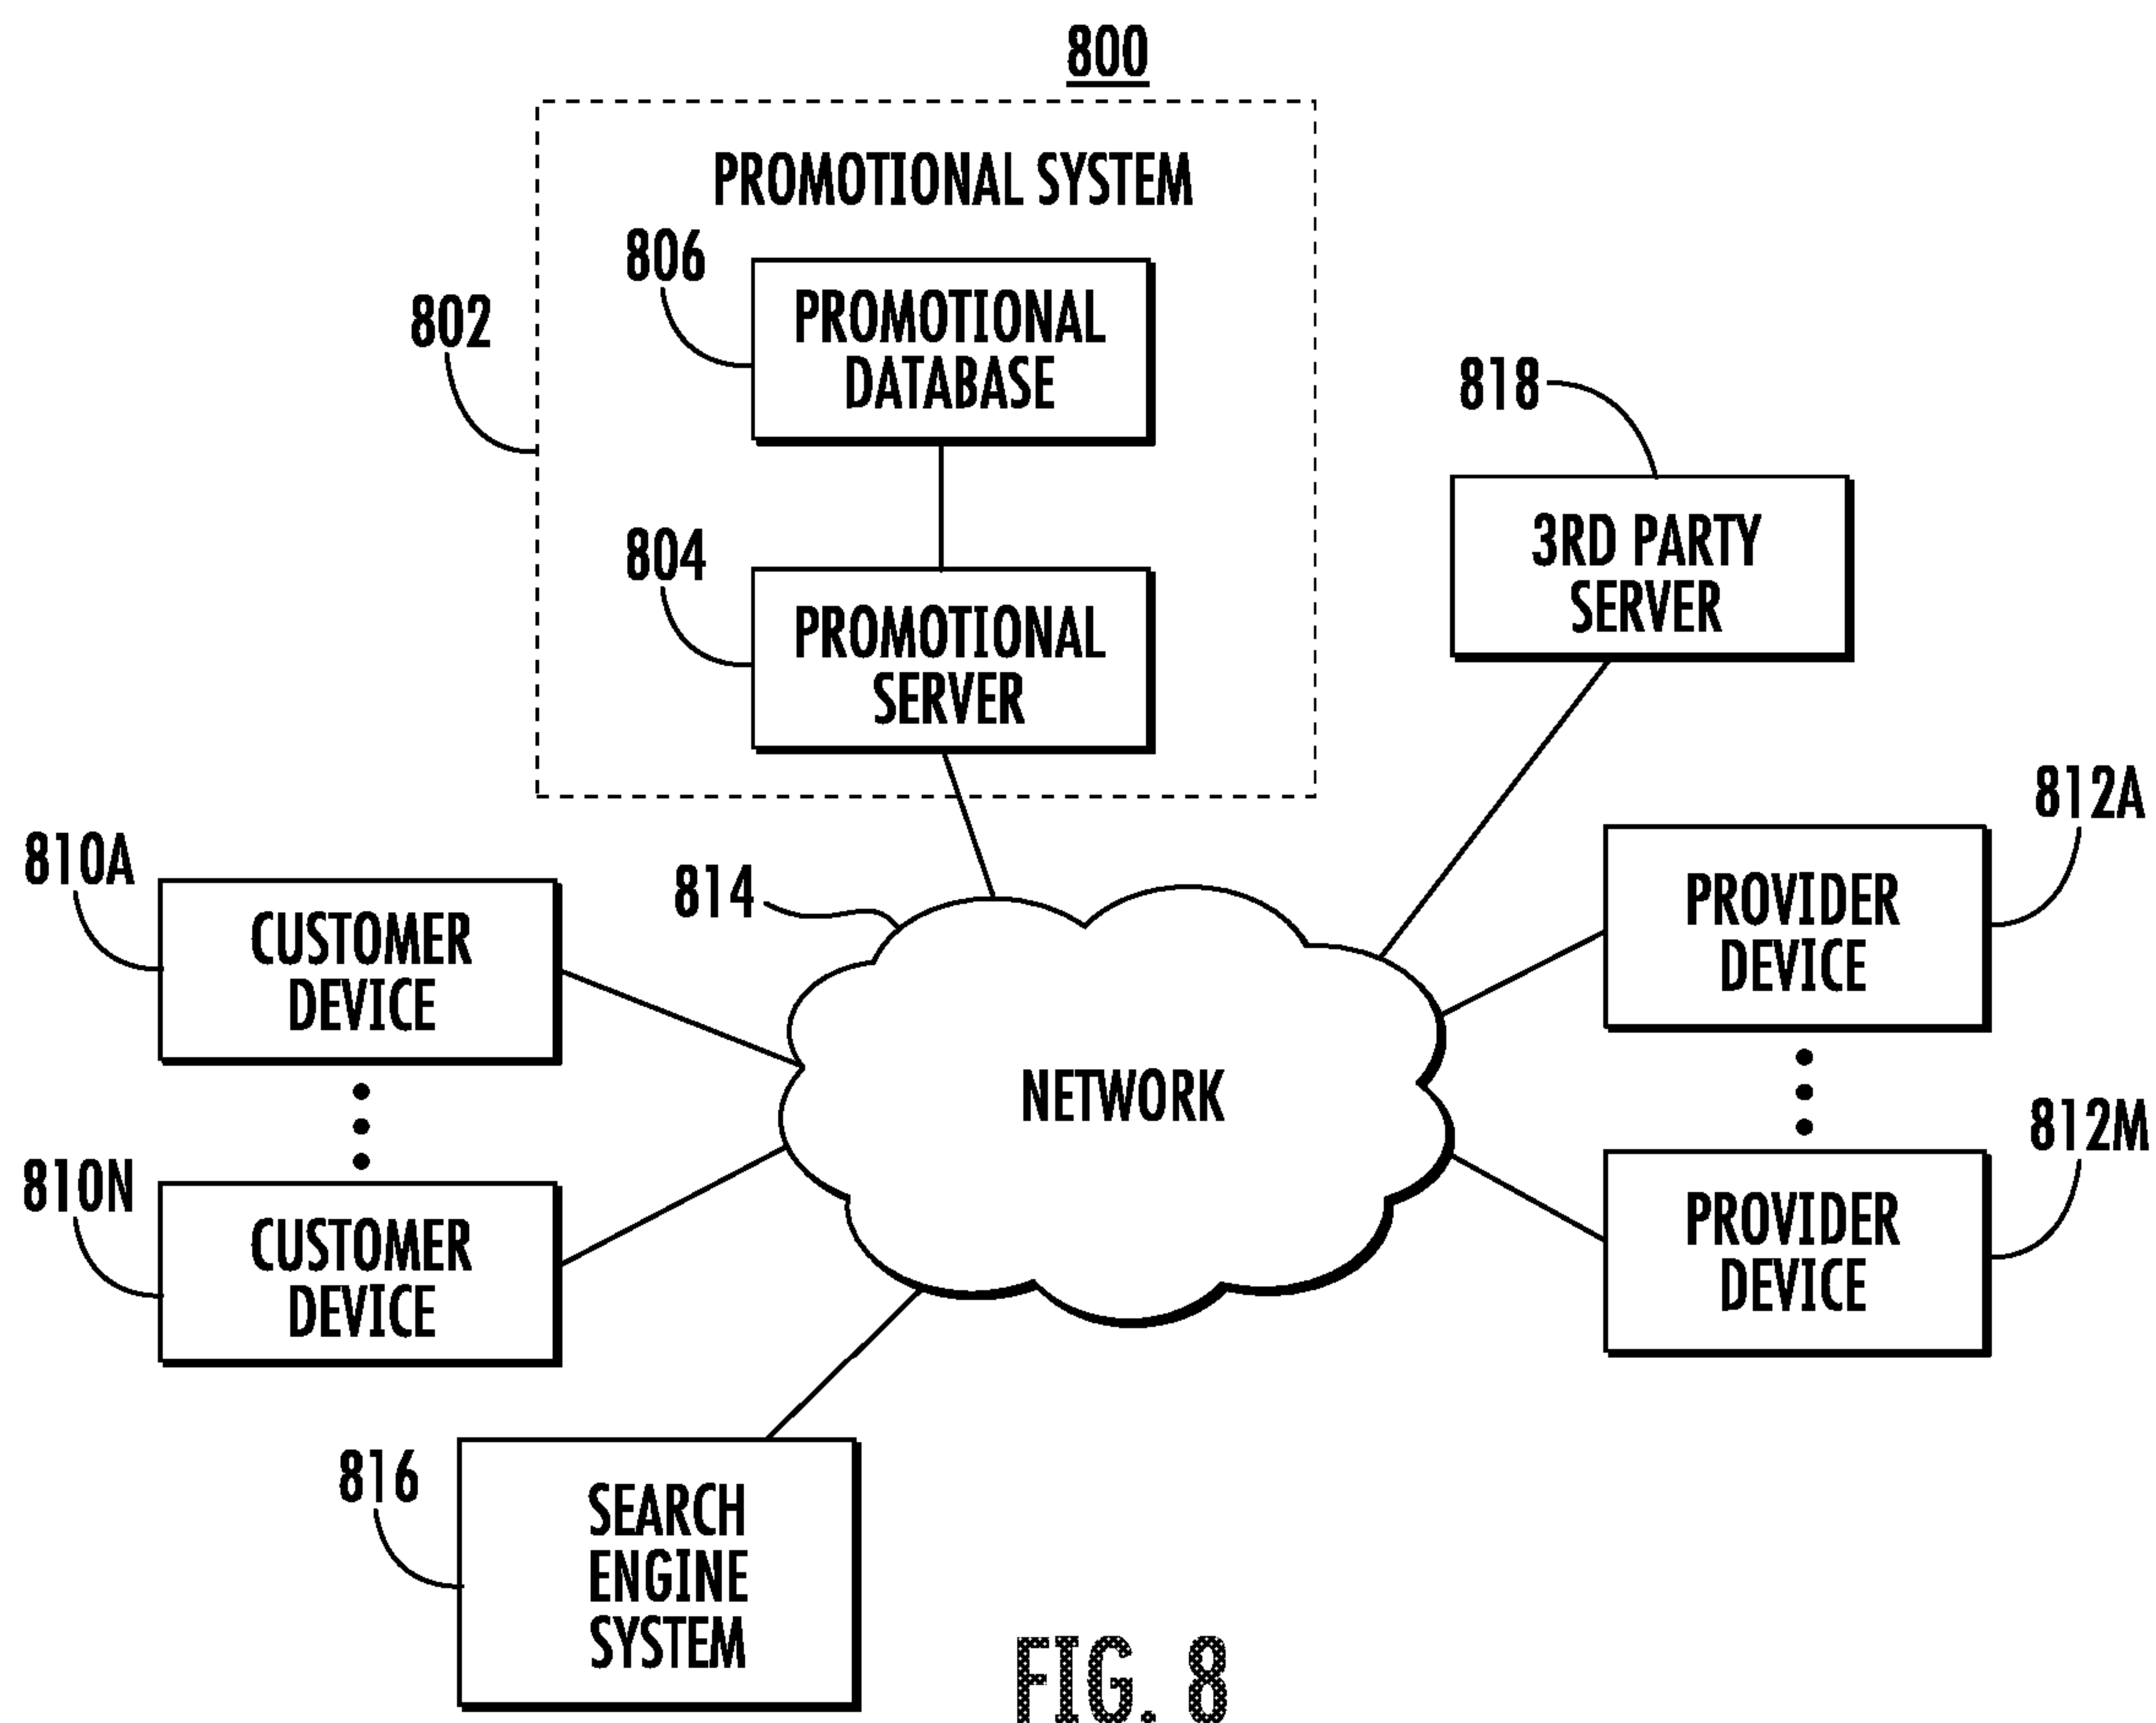 800
PROMOTIONAL SYSTEM
806
PROMOTIONAL
DATABASE
802
818
804
3RD PARTY
SERVER
PROMOTIONAL
SERVER
812A
810A
814
PROVIDER
DEVICE
CUSTOMER
DEVICE
NETWORK
812M
810N
PROVIDER
DEVICE
CUSTOMER
DEVICE
816
SEARCH
ENGINE
SYSTEM
FIG. 8